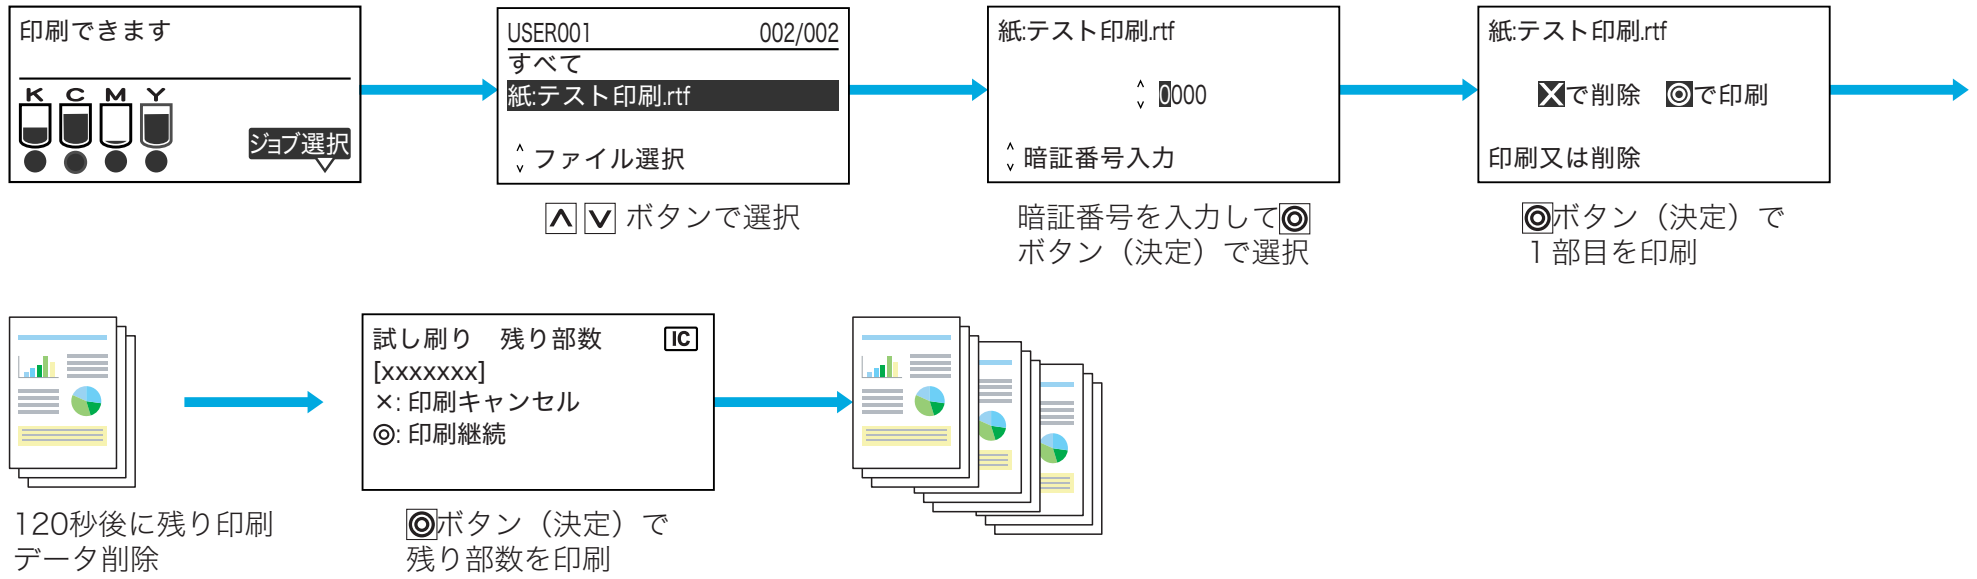 印刷できます
K C M Y
ジョブ選択
USER001 002/002
すべて
紙:テスト印刷.rtf
ファイル選択
ボタンで選択
紙:テスト印刷.rtf
0000
暗証番号入力
暗証番号を入力して◎
ボタン（決定）で選択
紙:テスト印刷.rtf
×で削除 ◎で印刷
印刷又は削除
◎ボタン（決定）で
１部目を印刷
120秒後に残り印刷
データ削除
試し刷り 残り部数 IC
[xxxxxxx]
×: 印刷キャンセル
◎: 印刷継続
◎ボタン（決定）で
残り部数を印刷